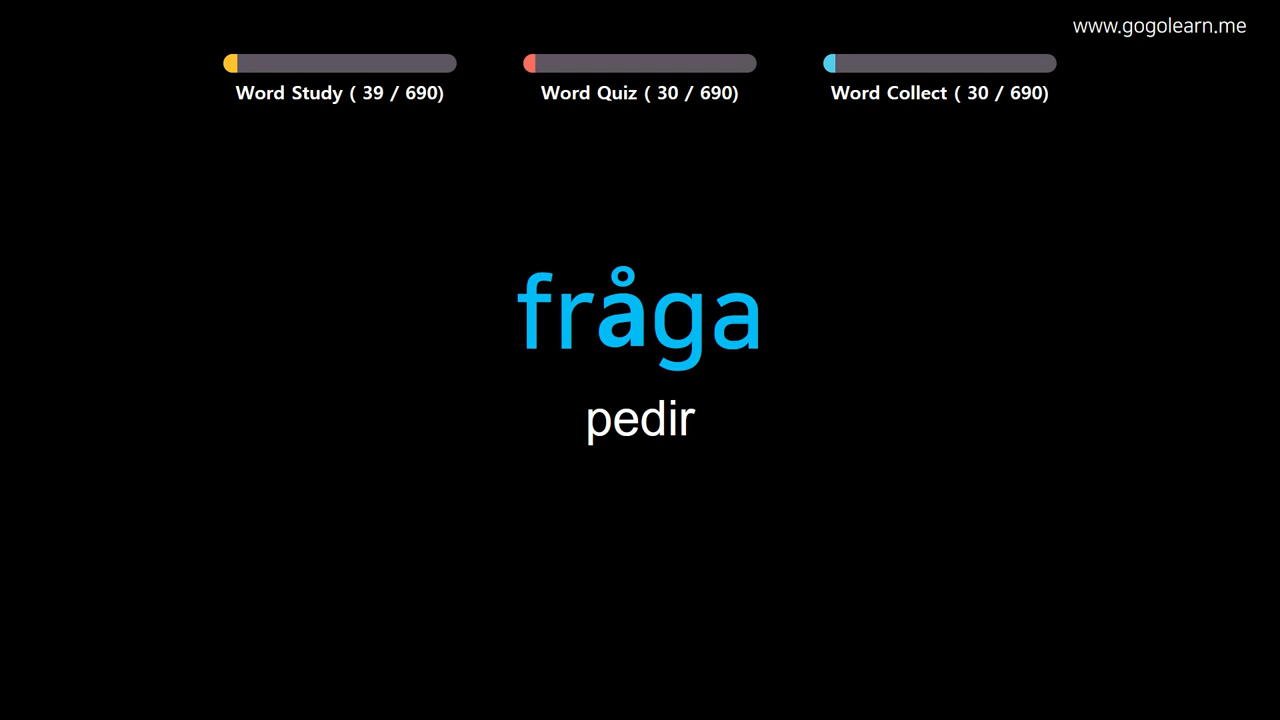 www.gogolearn.me
Word Study ( 39 / 690)
Word Quiz ( 30 / 690)
Word Collect ( 30 / 690)
fråga
pedir